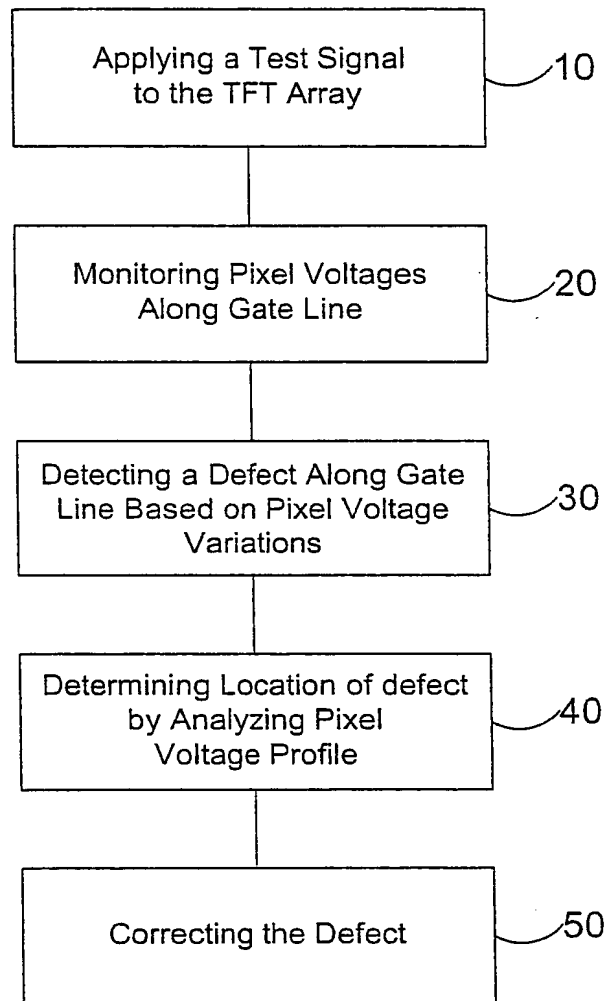 Applying a Test Signal
to the TFT Array
10
Monitoring Pixel Voltages
Along Gate Line
20
Detecting a Defect Along Gate
Line Based on Pixel Voltage
Variations
30
Determining Location of defect
by Analyzing Pixel
Voltage Profile
40
Correcting the Defect
50